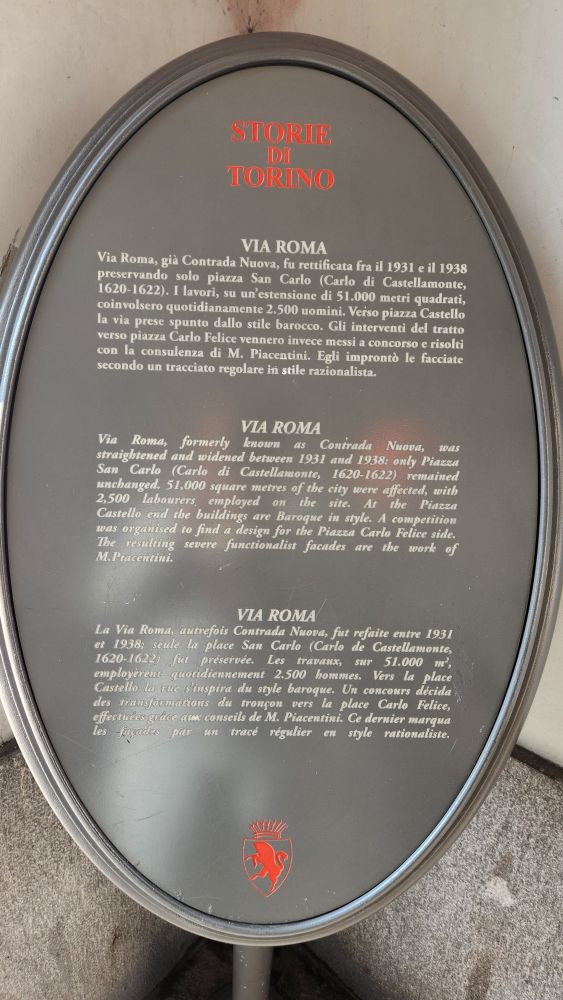 STORIE
DI
TORINO
VIA ROMA
Via Roma, già Contrada Nuova, fu rettificata fra il 1931 e il 1938
preservando solo piazza San Carlo (Carlo di Castellamonte,
1620-1622). I lavori, su un'estensione di 51.000 metri quadrati,
coinvolsero quotidianamente 2.500 uomini. Verso piazza Castello
la via prese spunto dallo stile barocco. Gli interventi del tratto
verso piazza Carlo Felice vennero invece messi a concorso e risolti
con la consulenza di M. Piacentini. Egli improntò le facciate
secondo un tracciato regolare in stile razionalista.
VIA ROMA
Via Roma, formerly known as Contrada Nuova, was
straightened and widened between 1931 and 1938: only Piazza
San Carlo (Carlo di Castellamonte, 1620-1622) remained
unchanged. 51,000 square metres of the city were affected, with
2,500 labourers employed on the site. At the Piazza
Castello end the buildings are Baroque in style. A competition
was organised to find a design for the Piazza Carlo Felice side.
The resulting severe functionalist facades are the work of
M.Piacentini.
VIA ROMA
La Via Roma, autrefois Contrada Nuova, fut refaite entre 1931
et 1938; seule la place San Carlo (Carlo de Castellamonte,
1620-1622) fut préservée. Les travaux, sur 51.000 m²,
employèrent quotidiennement 2.500 hommes. Vers la place
Castello la rue s'inspira du style baroque. Un concours décida
des transformations du tronçon vers la place Carlo Felice,
effectuées grâce aux conseils de M. Piacentini. Ce dernier marqua
les façades par un tracé régulier en style rationaliste.